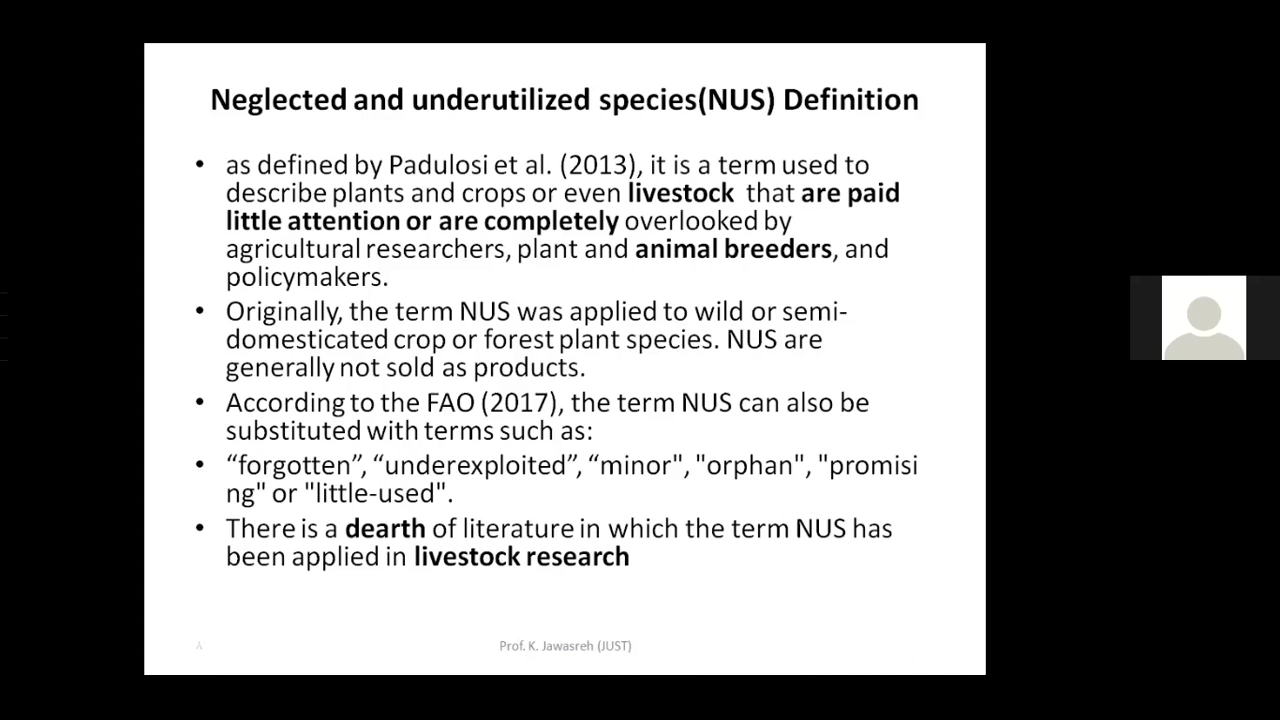 Neglected and underutilized species(NUS) Definition
• as defined by Padulosi et al. (2013), it is a term used to
describe plants and crops or even livestock that are paid
little attention or are completely overlooked by
agricultural researchers, plant and animal breeders, and
policymakers.
• Originally, the term NUS was applied to wild or semi-
domesticated crop or forest plant species. NUS are
generally not sold as products.
• According to the FAO (2017), the term NUS can also be
substituted with terms such as:
• “forgotten”, “underexploited”, “minor", "orphan", "promisi
ng" or "little-used".
• There is a dearth of literature in which the term NUS has
been applied in livestock research
٨
Prof. K. Jawasreh (JUST)